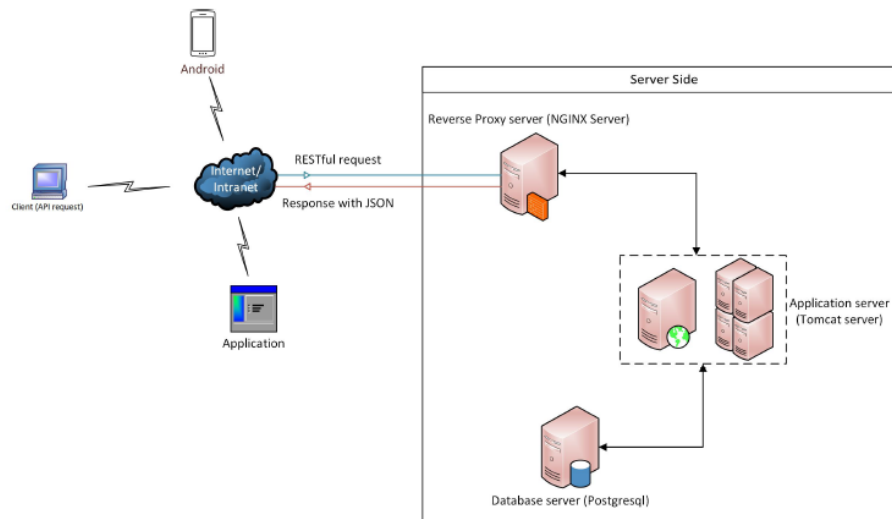 Android
Server Side
Reverse Proxy server (NGINX Server)
RESTful request
Internet/
Intranet
Response with JSON
Client (API request)
Application
Application server
(Tomcat server)
Database server (Postgresql)